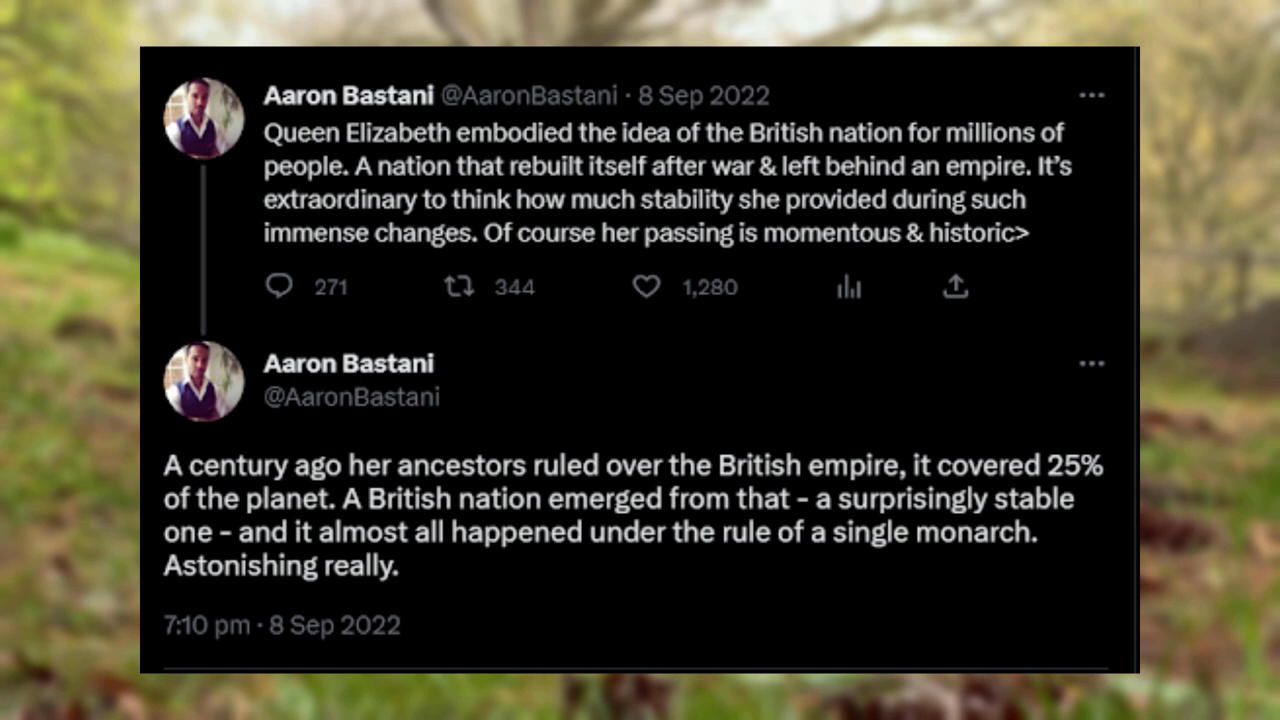 Aaron Bastani @AaronBastani · 8 Sep 2022
Queen Elizabeth embodied the idea of the British nation for millions of
people. A nation that rebuilt itself after war & left behind an empire. It’s
extraordinary to think how much stability she provided during such
immense changes. Of course her passing is momentous & historic>
271 344 1,280
Aaron Bastani
@AaronBastani
A century ago her ancestors ruled over the British empire, it covered 25%
of the planet. A British nation emerged from that – a surprisingly stable
one – and it almost all happened under the rule of a single monarch.
Astonishing really.
7:10 pm · 8 Sep 2022